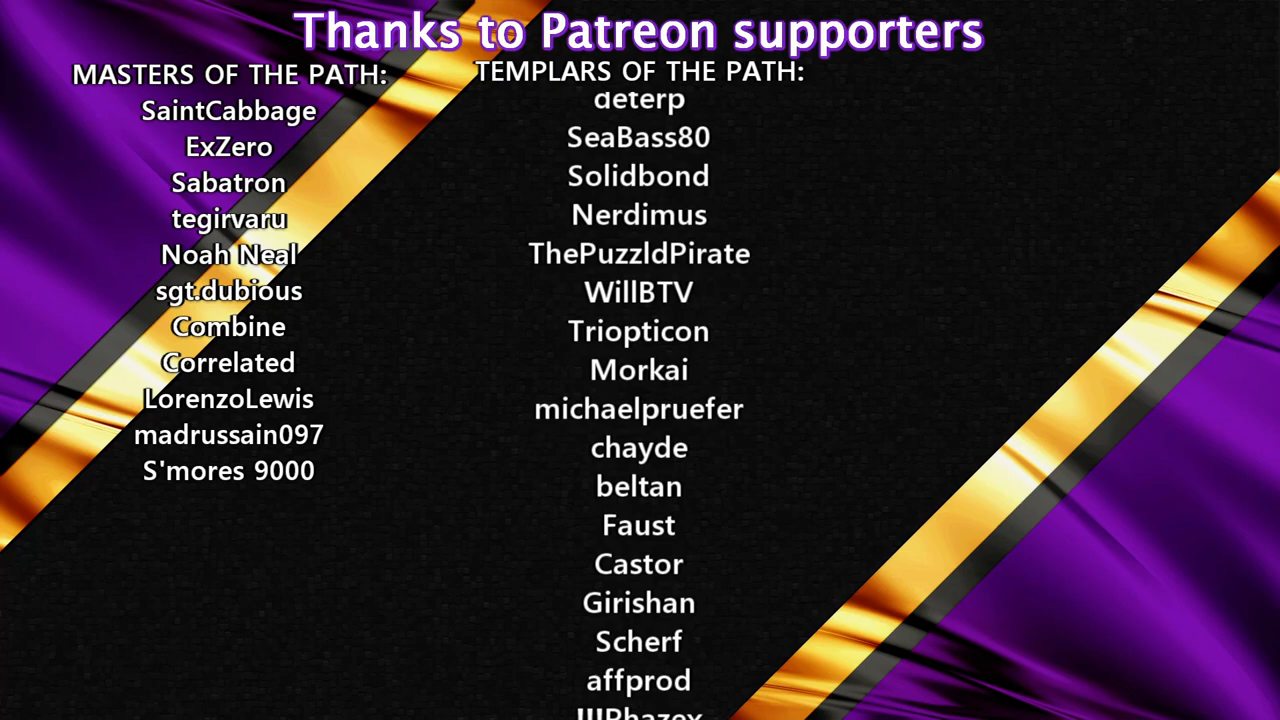 Thanks to Patreon supporters
MASTERS OF THE PATH:
SaintCabbage
ExZero
Sabatron
tegirvaru
Noah Neal
sgt.dubious
Combine
Correlated
LorenzoLewis
madrussain097
S'mores 9000
TEMPLARS OF THE PATH:
deterp
SeaBass80
Solidbond
Nerdimus
ThePuzzldPirate
WillBTV
Triopticon
Morkai
michaelpruefer
chayde
beltan
Faust
Castor
Girishan
Scherf
affprod